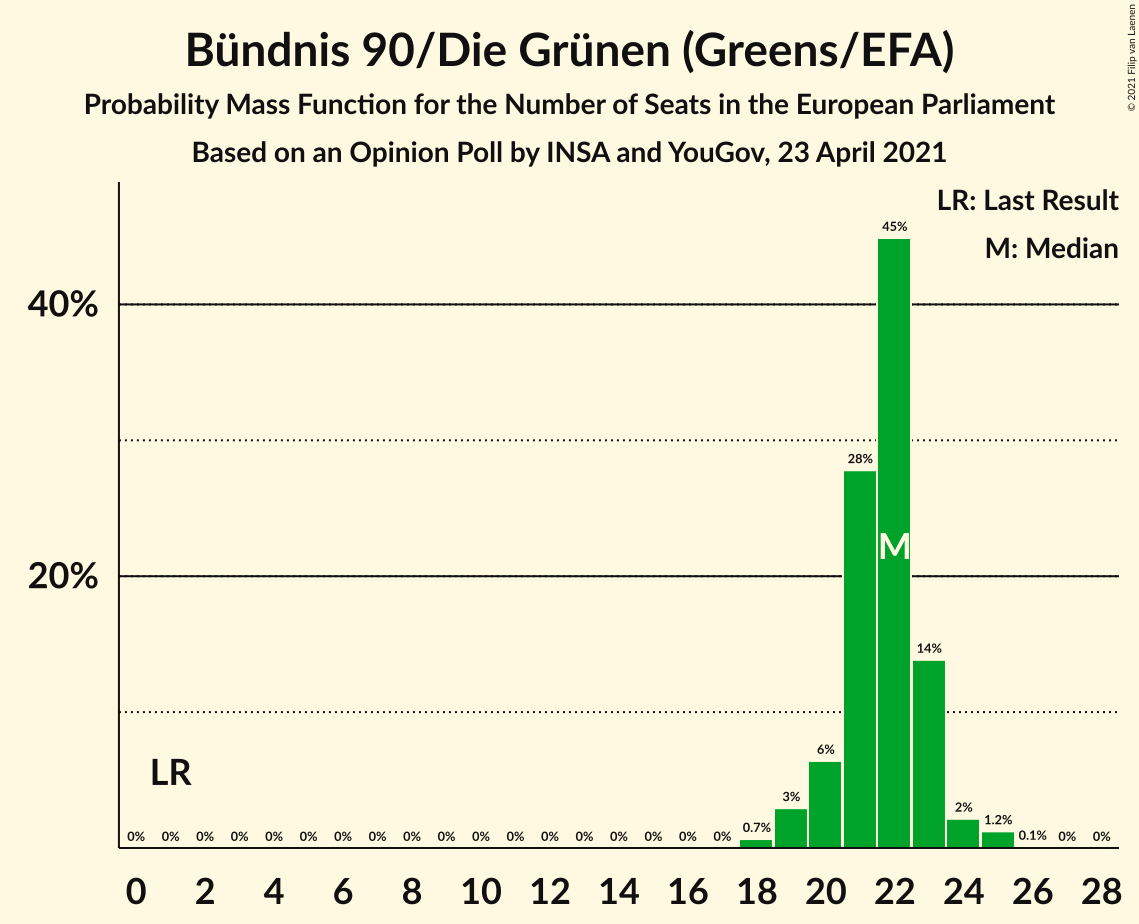 Bündnis 90/Die Grünen (Greens/EFA)
Probability Mass Function for the Number of Seats in the European Parliament
Based on an Opinion Poll by INSA and YouGov, 23 April 2021
© 2021 Filip van Laenen
LR: Last Result
M: Median
45%
40%
28%
M
20%
14%
LR
6%
3%
2%
0% 0% 0% 0% 0% 0% 0% 0% 0% 0% 0% 0% 0% 0% 0% 0% 0% 0% 0.7% 1.2% 0.1% 0% 0%
0 2 4 6 8 10 12 14 16 18 20 22 24 26 28